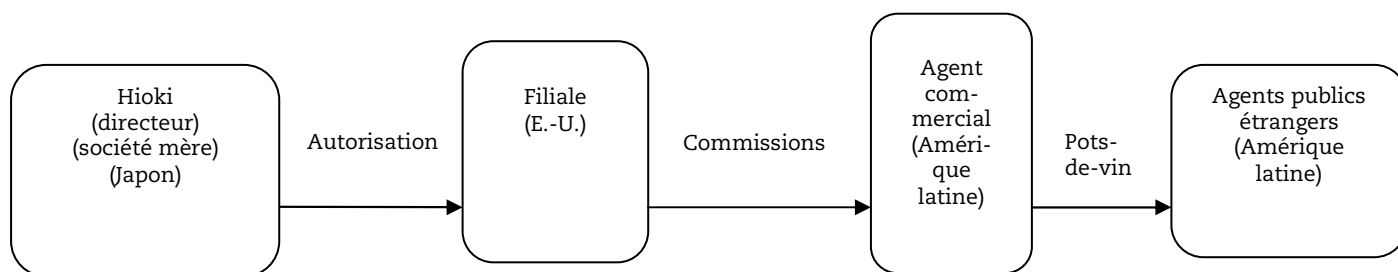 Hioki
(directeur)
(société mère)
(Japon)
Autorisation
Filiale
(E.-U.)
Commissions
Agent
com-
mercial
(Améri-
que
latine)
Pots-
de-vin
Agents publics
étrangers
(Amérique
latine)